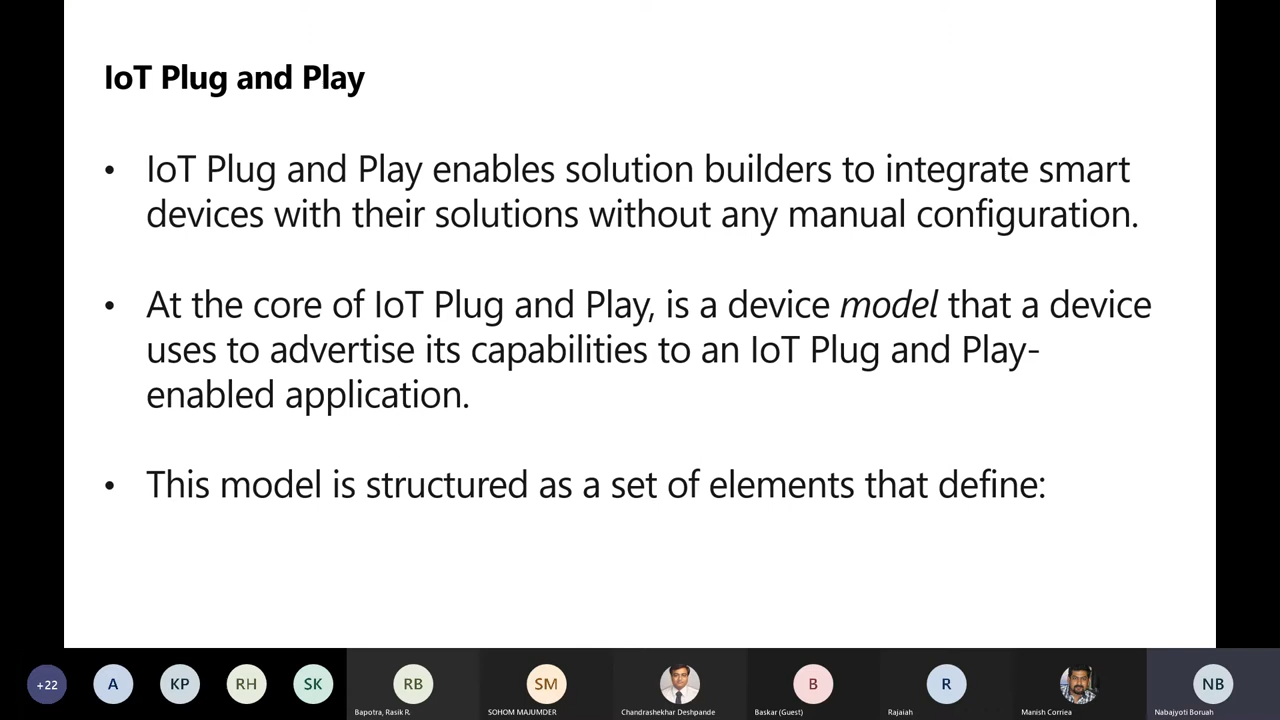 IoT Plug and Play
• IoT Plug and Play enables solution builders to integrate smart
devices with their solutions without any manual configuration.
• At the core of IoT Plug and Play, is a device model that a device
uses to advertise its capabilities to an IoT Plug and Play-
enabled application.
• This model is structured as a set of elements that define:
+22 A KP RH SK RB SM B R NB
Bapotra, Rasik R. SOHOM MAJUMDER Chandrashekhar Deshpande Baskar (Guest) Rajaiah Manish Corriea Nabajyoti Boruah